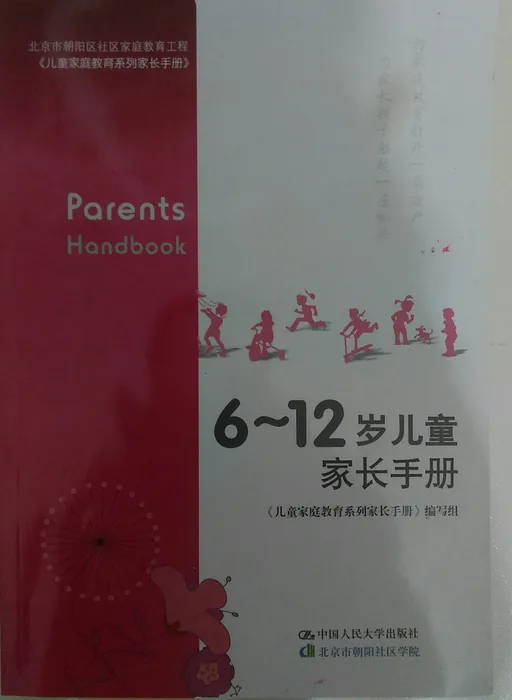 北京市朝阳区社区家庭教育工程
《儿童家庭教育系列家长手册》
Parents
Handbook
6~12岁儿童
家长手册
《儿童家庭教育系列家长手册》编写组
中国人民大学出版社
北京市朝阳社区学院